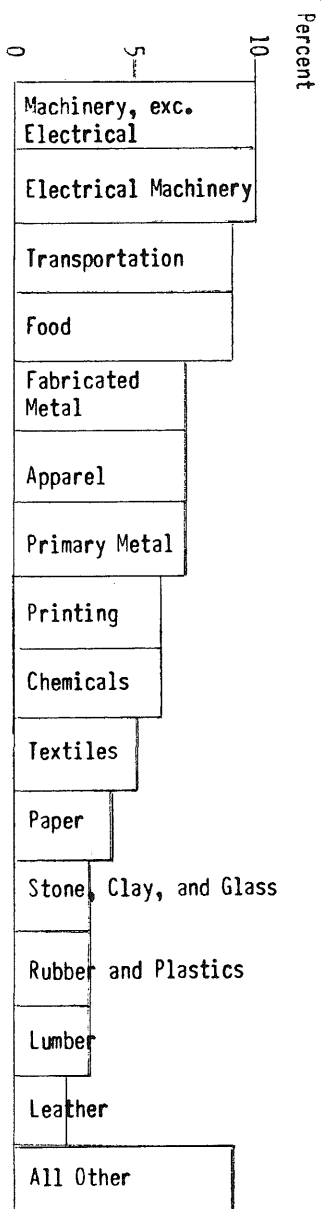 Percent
0
5
10
Machinery, exc.
Electrical
Electrical Machinery
Transportation
Food
Fabricated
Metal
Apparel
Primary Metal
Printing
Chemicals
Textiles
Paper
Stone, Clay, and Glass
Rubber and Plastics
Lumber
Leather
All Other